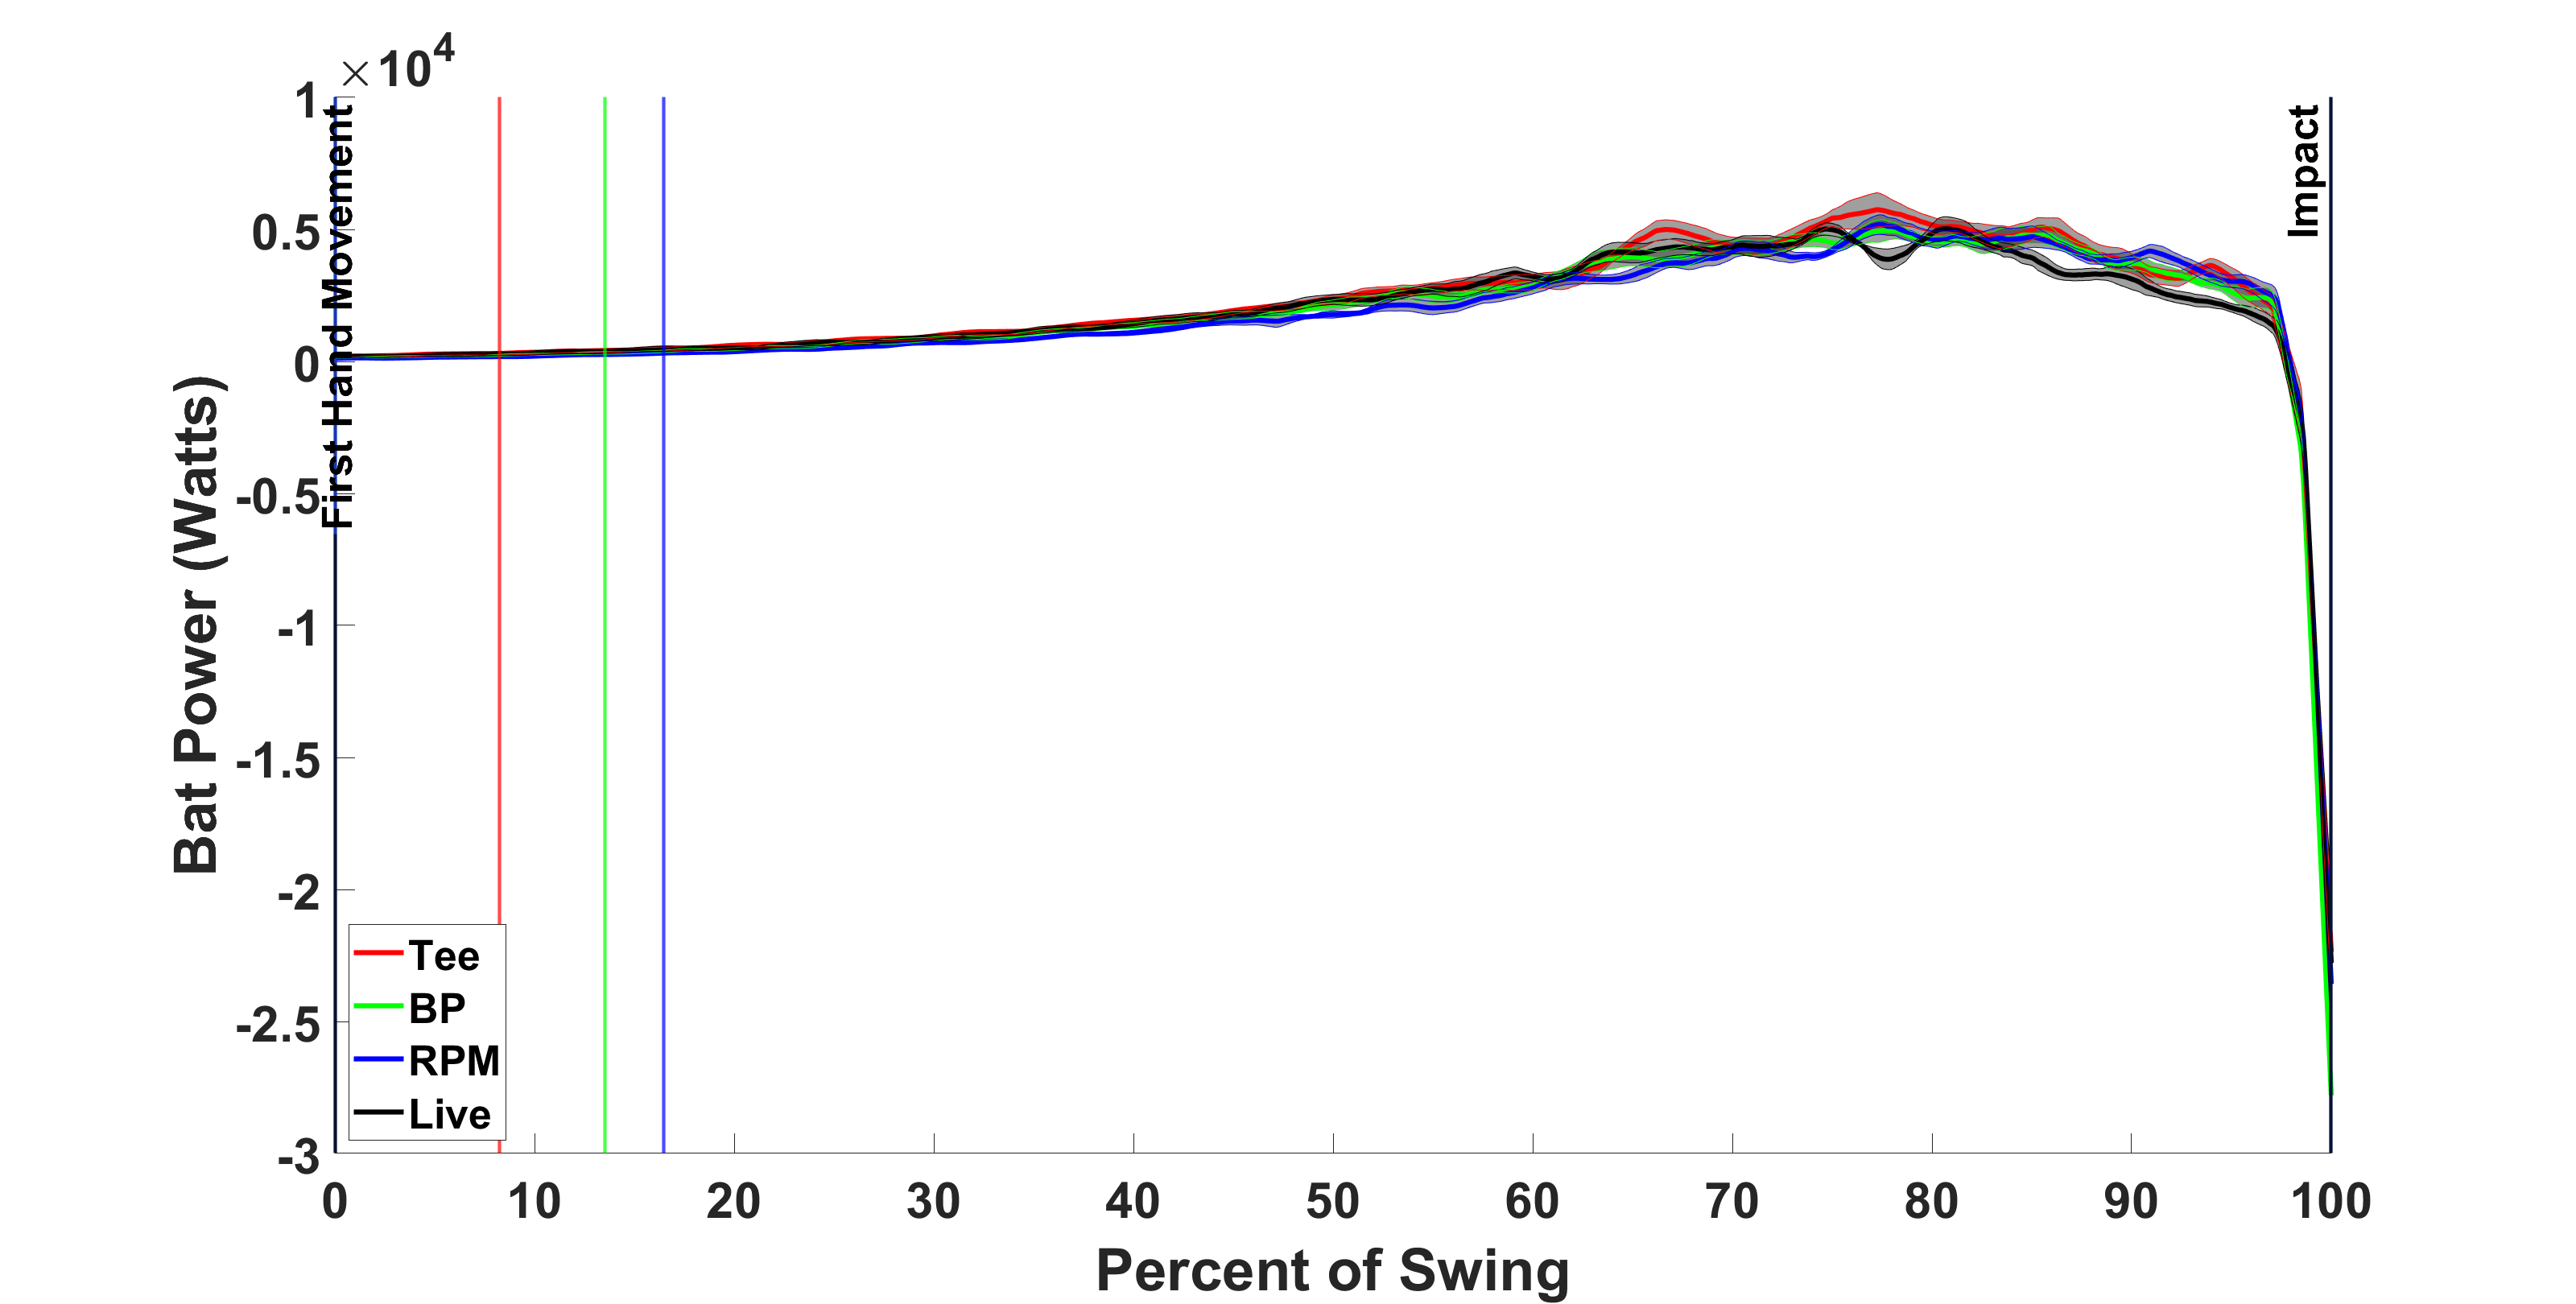 ×10^4
1
0.5
0
-0.5
-1
-1.5
-2
-2.5
-3
Bat Power (Watts)
First Hand Movement
Impact
Tee
BP
RPM
Live
0 10 20 30 40 50 60 70 80 90 100
Percent of Swing